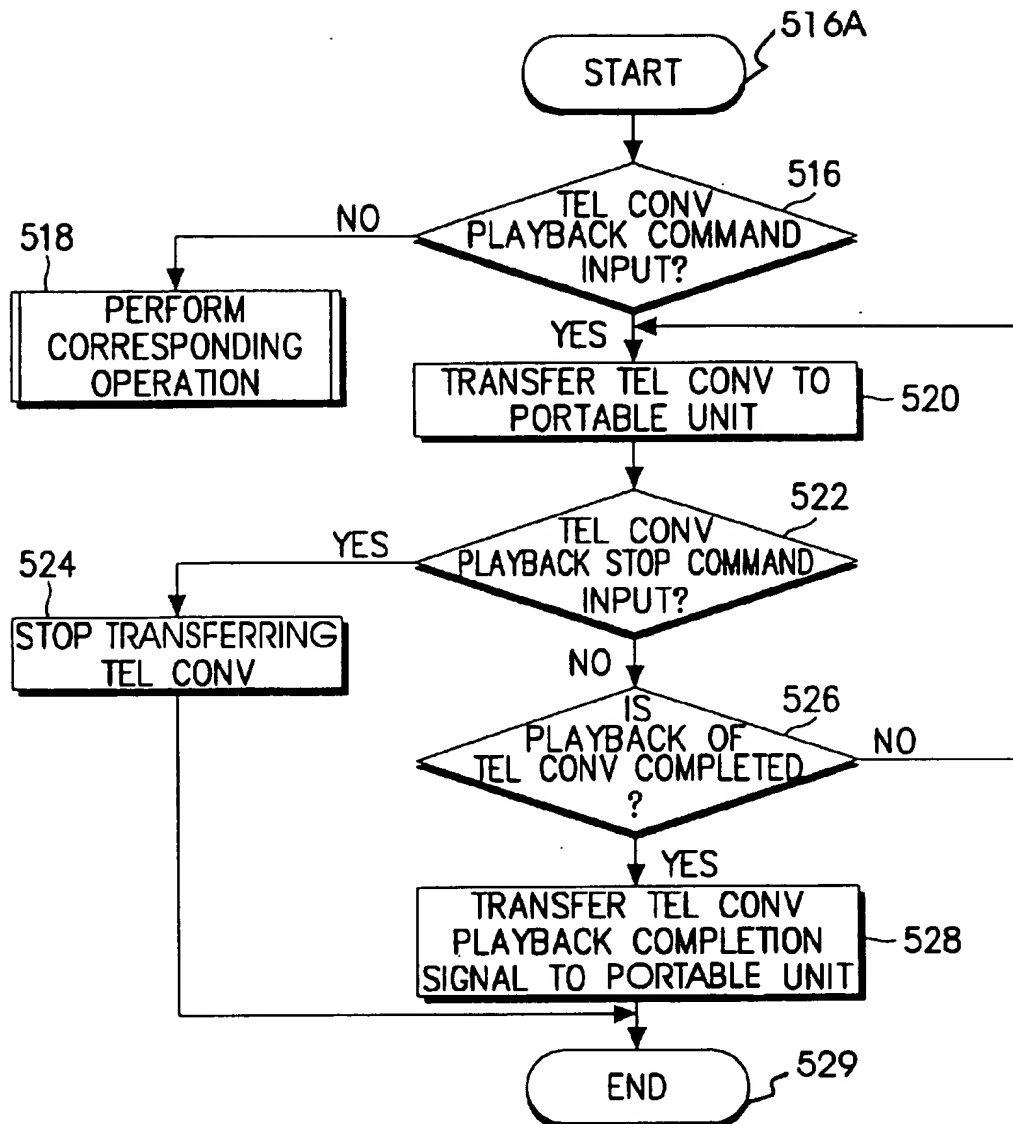 516A
START
516
TEL CONV
PLAYBACK COMMAND
INPUT?
NO
518
PERFORM
CORRESPONDING
OPERATION
YES
TRANSFER TEL CONV TO
PORTABLE UNIT
520
522
TEL CONV
PLAYBACK STOP COMMAND
INPUT?
YES
524
STOP TRANSFERRING
TEL CONV
NO
526
IS
PLAYBACK OF
TEL CONV COMPLETED
?
NO
YES
TRANSFER TEL CONV
PLAYBACK COMPLETION
SIGNAL TO PORTABLE UNIT
528
END
529